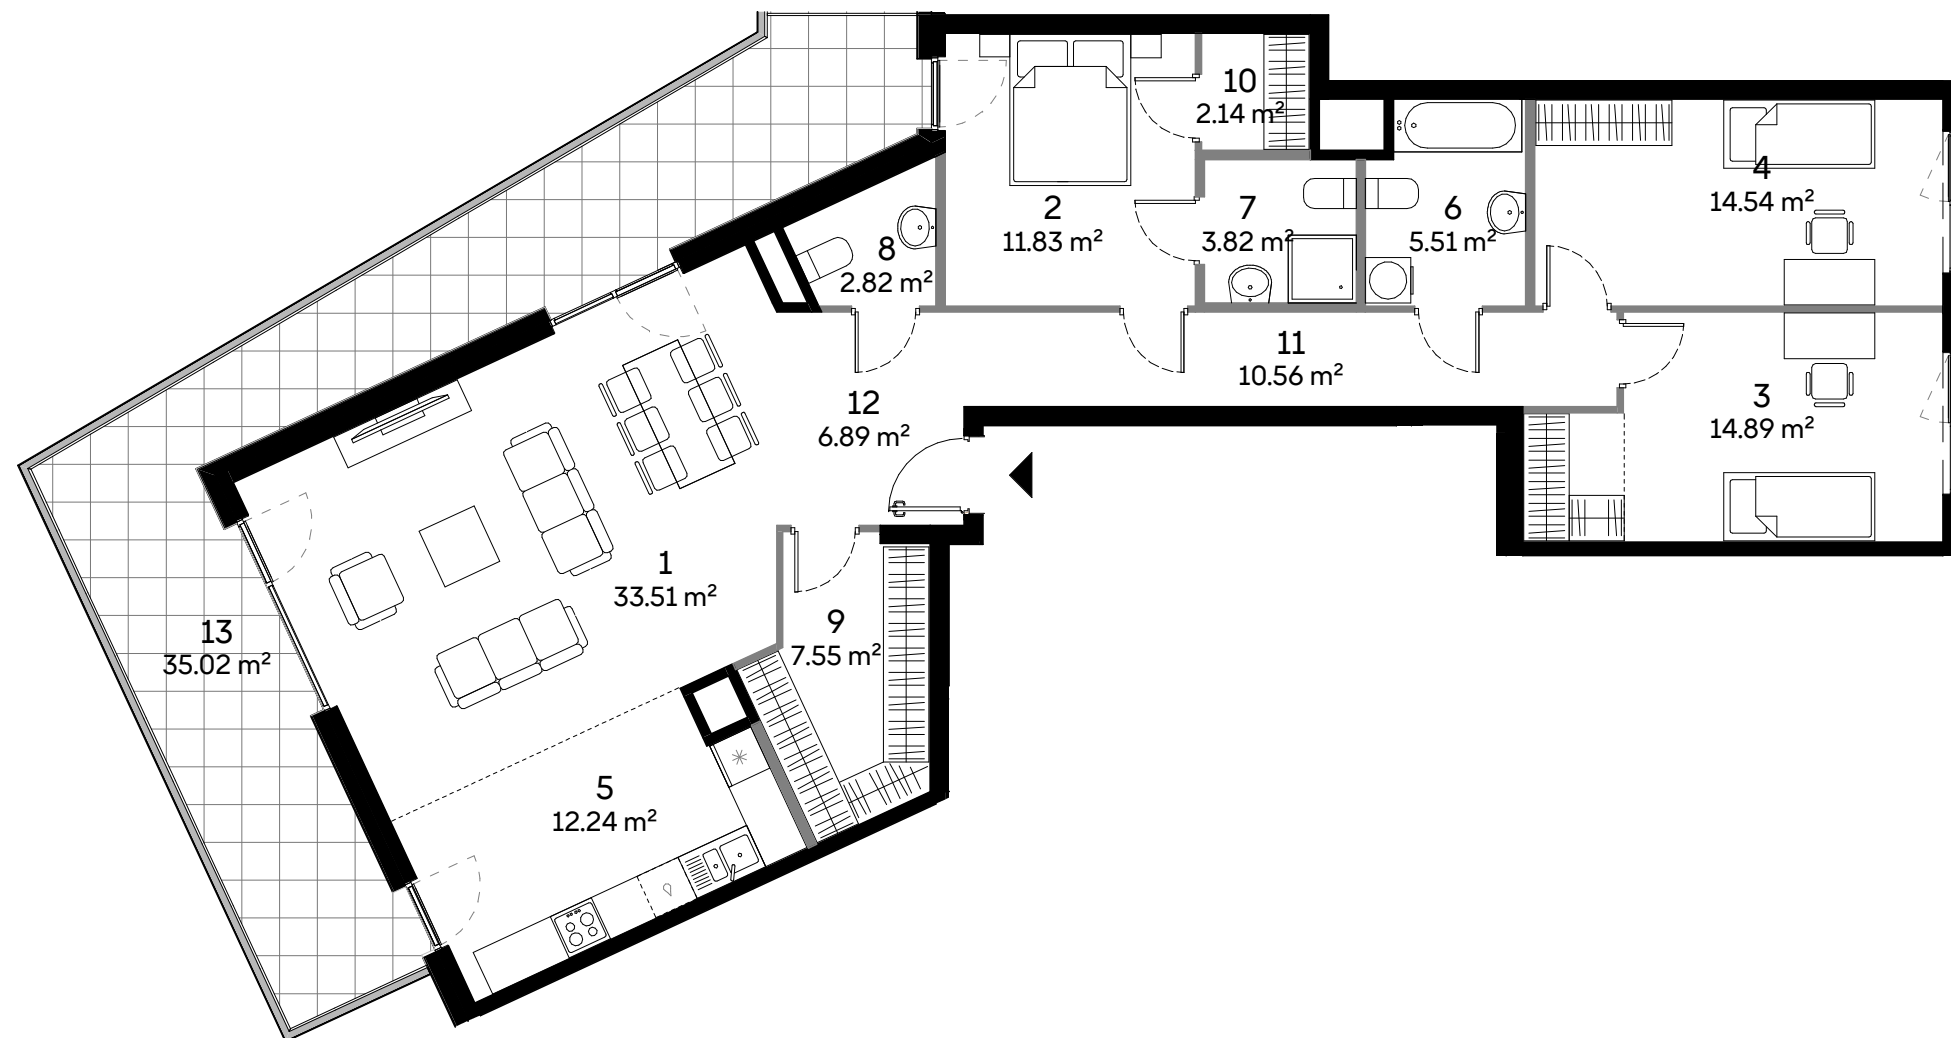 10
2.14 m²
4
14.54 m²
2
11.83 m²
7
3.82 m²
6
5.51 m²
8
2.82 m²
11
10.56 m²
12
6.89 m²
3
14.89 m²
1
33.51 m²
13
35.02 m²
9
7.55 m²
5
12.24 m²